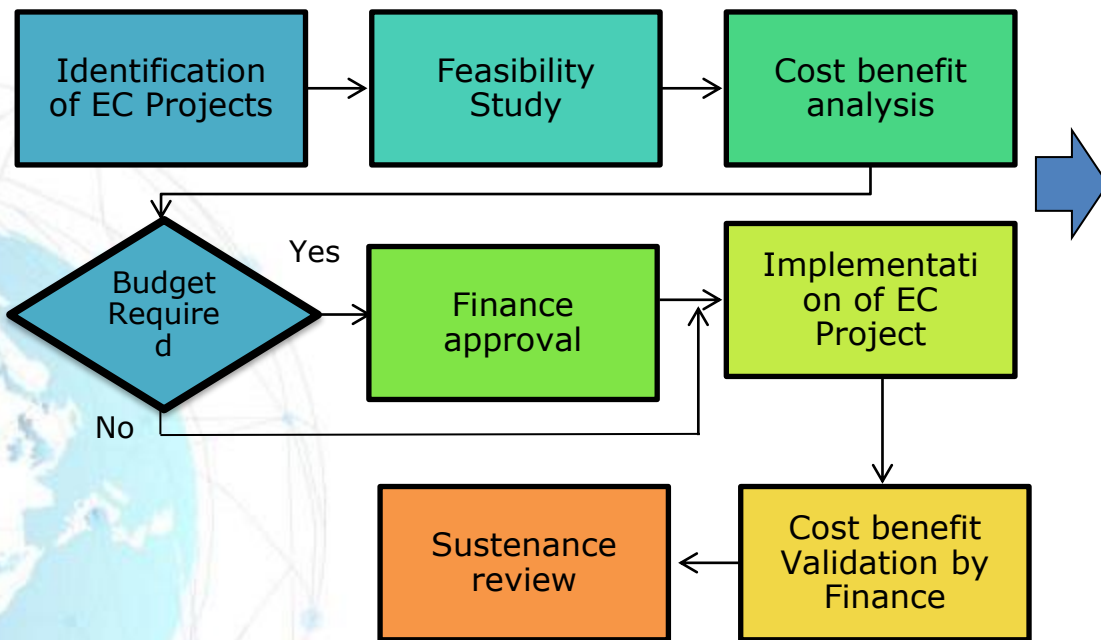 Identification
of EC Projects
Feasibility
Study
Cost benefit
analysis
Budget
Require
d
Yes
Finance
approval
Implementati
on of EC
Project
No
Sustenance
review
Cost benefit
Validation by
Finance